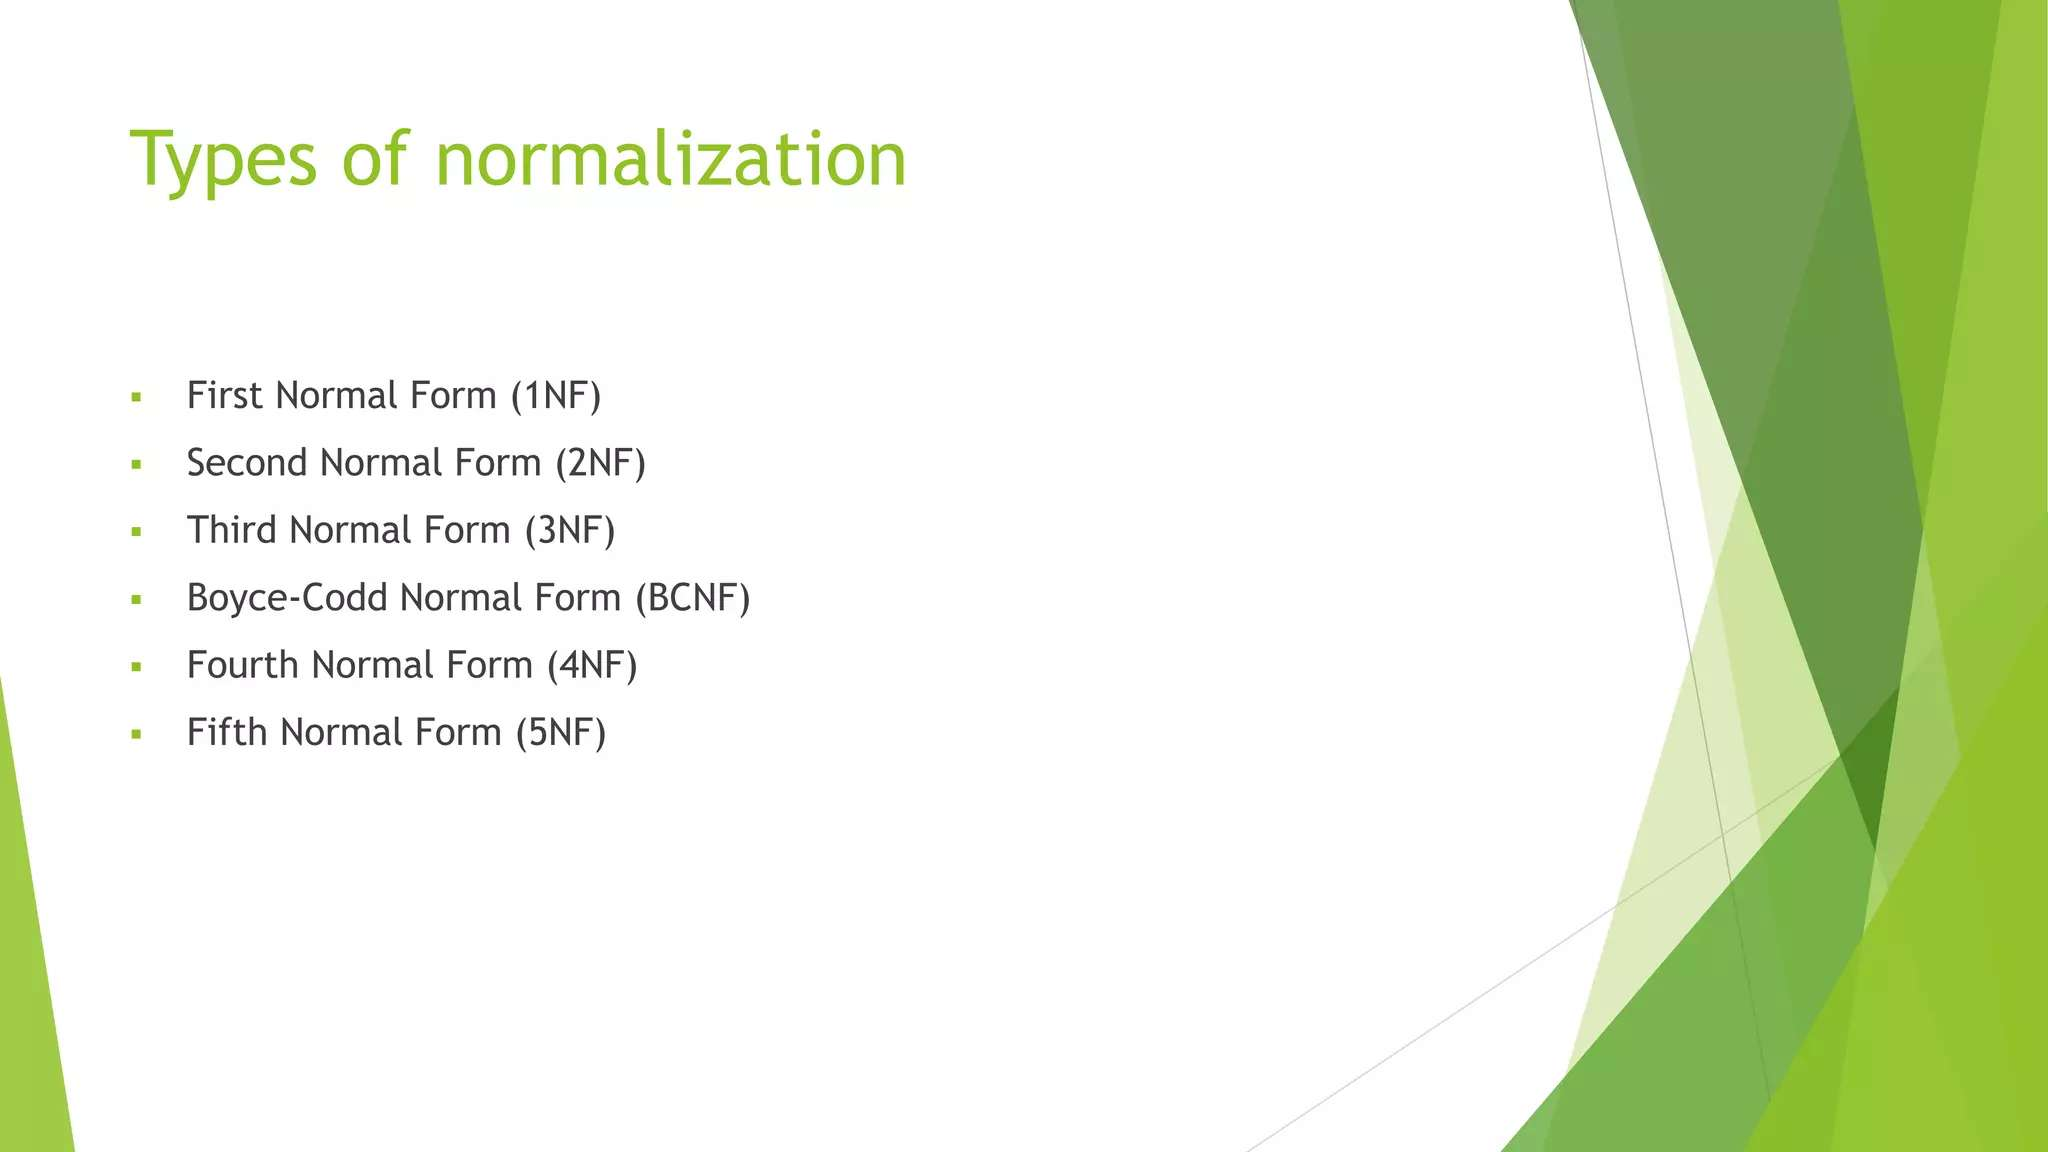 Types of normalization
▪ First Normal Form (1NF)
▪ Second Normal Form (2NF)
▪ Third Normal Form (3NF)
▪ Boyce-Codd Normal Form (BCNF)
▪ Fourth Normal Form (4NF)
▪ Fifth Normal Form (5NF)